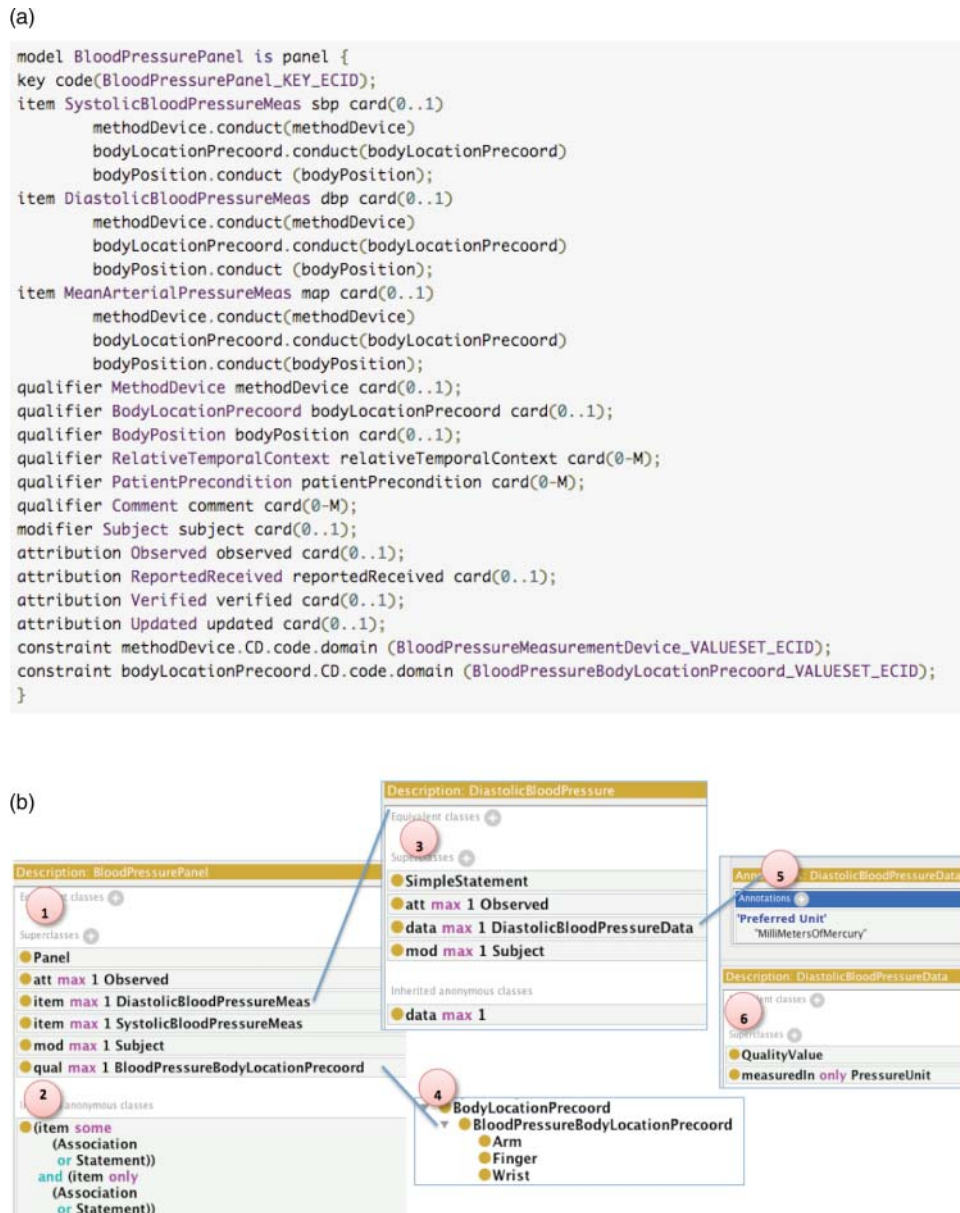 (a)
model BloodPressurePanel is panel {
key code(BloodPressurePanel_KEY_ECID);
item SystolicBloodPressureMeas sbp card(0..1)
methodDevice.conduct(methodDevice)
bodyLocationPrecoord.conduct(bodyLocationPrecoord)
bodyPosition.conduct (bodyPosition);
item DiastolicBloodPressureMeas dbp card(0..1)
methodDevice.conduct(methodDevice)
bodyLocationPrecoord.conduct(bodyLocationPrecoord)
bodyPosition.conduct (bodyPosition);
item MeanArterialPressureMeas map card(0..1)
methodDevice.conduct(methodDevice)
bodyLocationPrecoord.conduct(bodyLocationPrecoord)
bodyPosition.conduct(bodyPosition);
qualifier MethodDevice methodDevice card(0..1);
qualifier BodyLocationPrecoord bodyLocationPrecoord card(0..1);
qualifier BodyPosition bodyPosition card(0..1);
qualifier RelativeTemporalContext relativeTemporalContext card(0-M);
qualifier PatientPrecondition patientPrecondition card(0-M);
qualifier Comment comment card(0-M);
modifier Subject subject card(0..1);
attribution Observed observed card(0..1);
attribution ReportedReceived reportedReceived card(0..1);
attribution Verified verified card(0..1);
attribution Updated updated card(0..1);
constraint methodDevice.CD.code.domain (BloodPressureMeasurementDevice_VALUESET_ECID);
constraint bodyLocationPrecoord.CD.code.domain (BloodPressureBodyLocationPrecoord_VALUESET_ECID);
}
(b)
Description: BloodPressurePanel
classes
1
Superclasses
Panel
att max 1 Observed
item max 1 DiastolicBloodPressureMeas
item max 1 SystolicBloodPressureMeas
mod max 1 Subject
qual max 1 BloodPressureBodyLocationPrecoord
2
anonymous classes
(item some
(Association
or Statement))
and (item only
(Association
or Statement))
Description: DiastolicBloodPressure
Equivalent classes
3
SimpleStatement
att max 1 Observed
data max 1 DiastolicBloodPressureData
mod max 1 Subject
Inherited anonymous classes
data max 1
4
BodyLocationPrecoord
BloodPressureBodyLocationPrecoord
Arm
Finger
Wrist
5
DiastolicBloodPressureData
Annotations
'Preferred Unit'
"MilliMetersOfMercury"
Description: DiastolicBloodPressureData
classes
6
QualityValue
measuredIn only PressureUnit